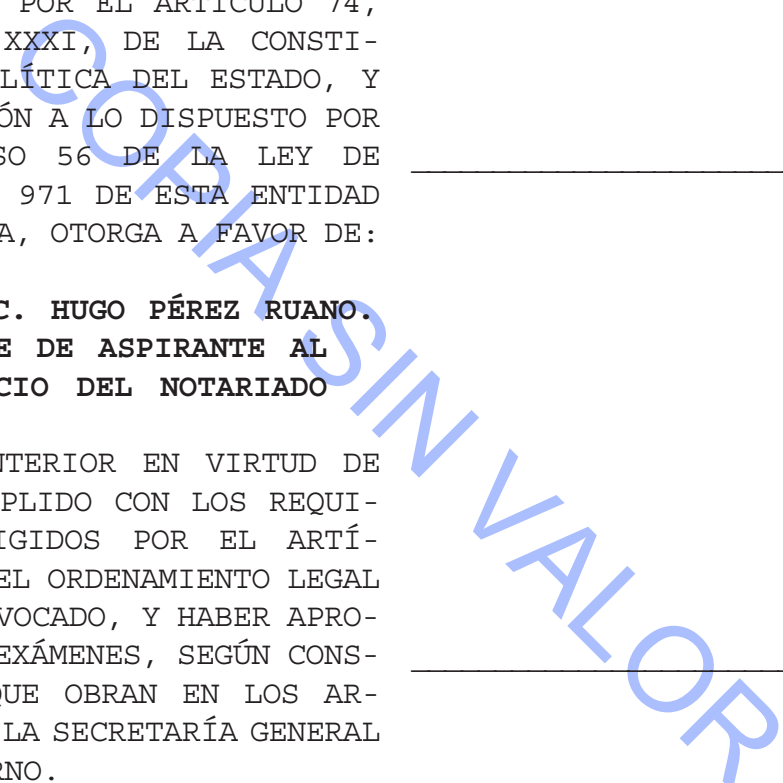 POR EL ARTÍCULO 74,
XXXI, DE LA CONSTI-
LÍTICA DEL ESTADO, Y
ÓN A LO DISPUESTO POR
SO 56 DE LA LEY DE
971 DE ESTA ENTIDAD
A, OTORGA A FAVOR DE:
C. HUGO PÉREZ RUANO.
E DE ASPIRANTE AL
CIO DEL NOTARIADO
NTERIOR EN VIRTUD DE
PLIDO CON LOS REQUI-
IGIDOS POR EL ARTÍ-
EL ORDENAMIENTO LEGAL
VOCADO, Y HABER APRO-
EXÁMENES, SEGÚN CONS-
QUE OBRAN EN LOS AR-
LA SECRETARÍA GENERAL
RNO.
COPIA SIN VALOR